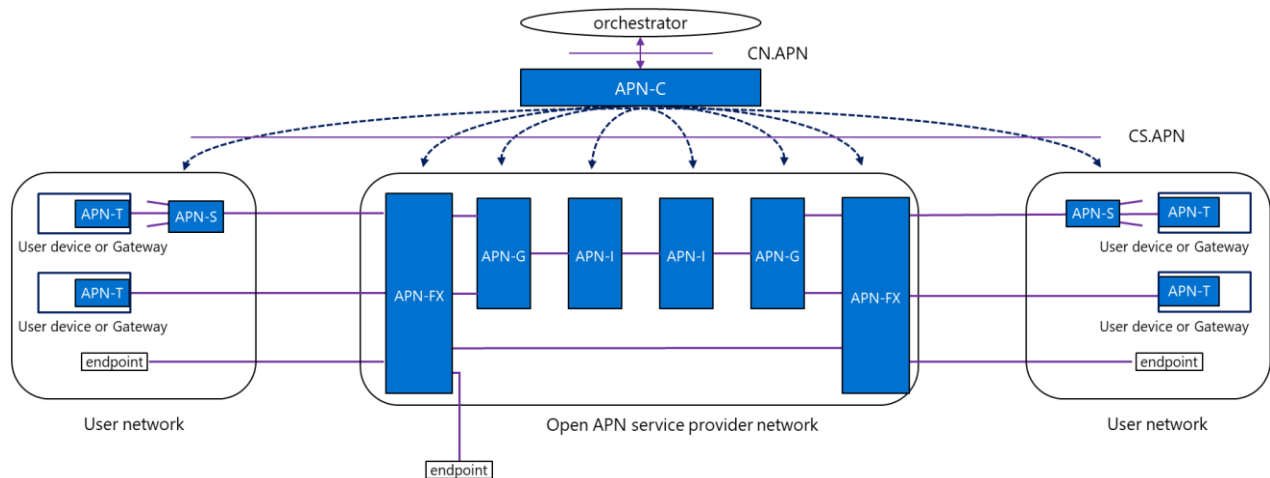 orchestrator
CN.APN
APN-C
CS.APN
APN-T
APN-S
User device or Gateway
APN-T
User device or Gateway
endpoint
User network
APN-FX
APN-G
APN-I
APN-I
APN-G
APN-FX
Open APN service provider network
endpoint
APN-S
APN-T
User device or Gateway
APN-T
User device or Gateway
endpoint
User network